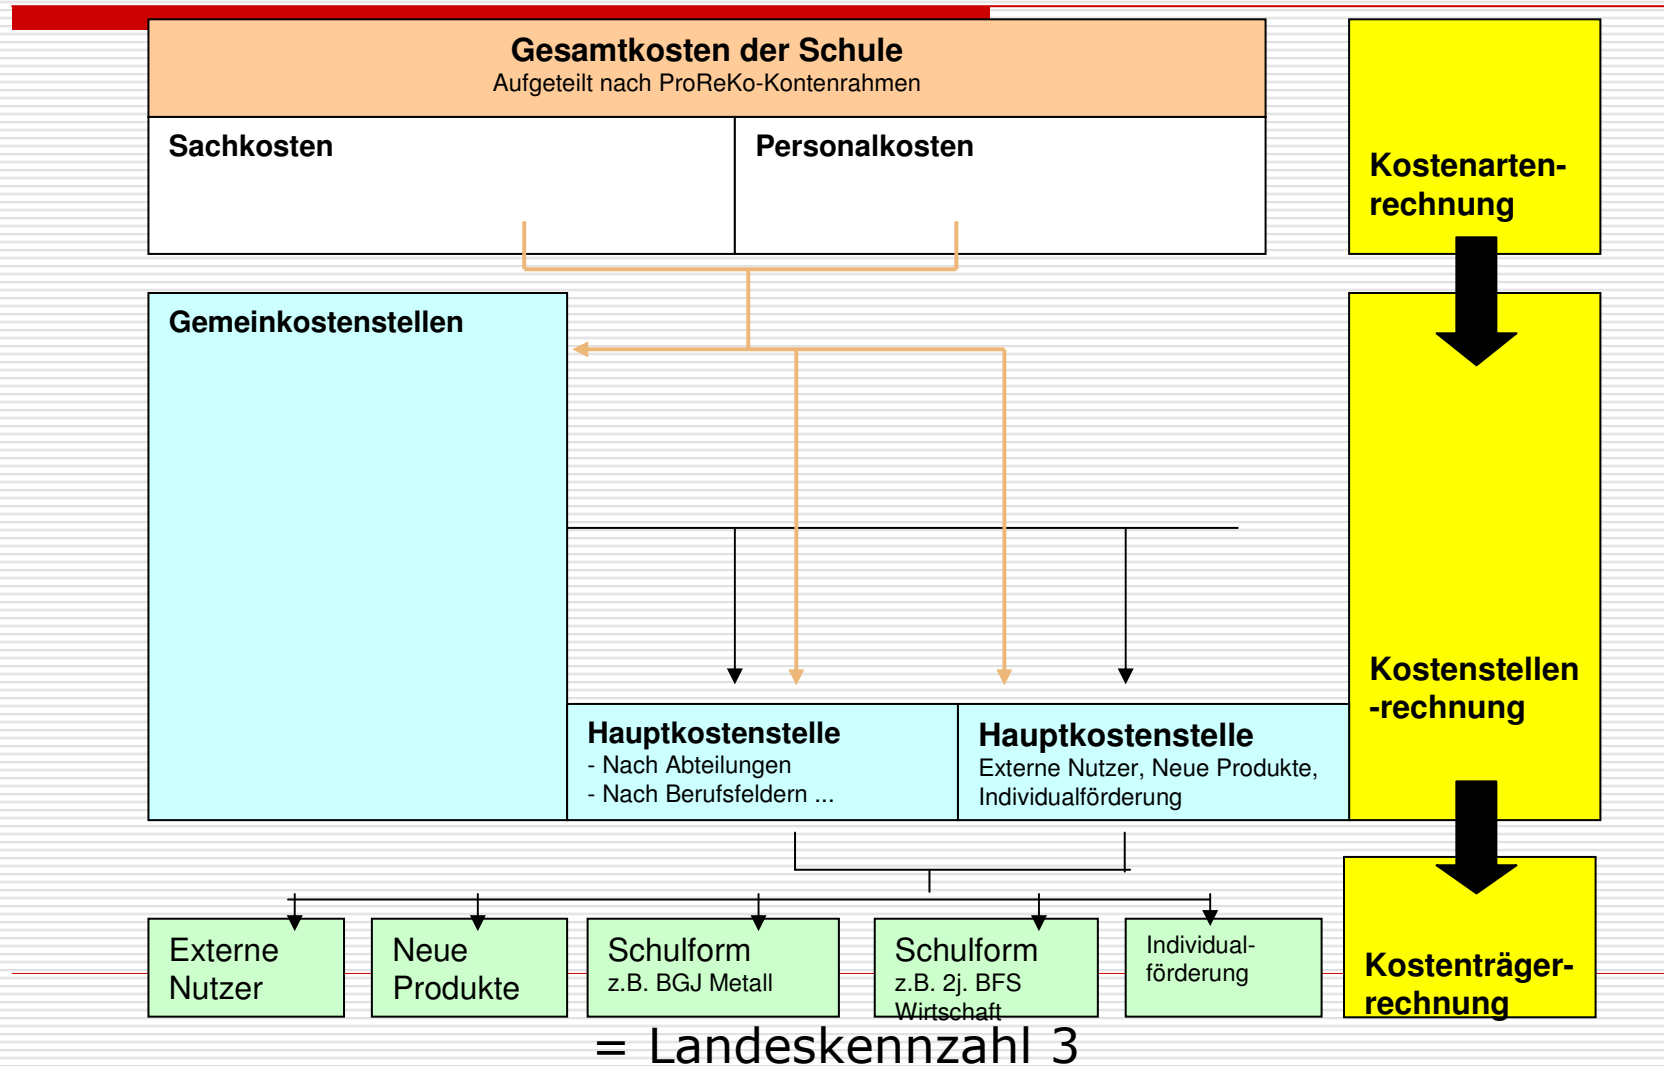 Gesamtkosten der Schule
Aufgeteilt nach ProReKo-Kontenrahmen
Sachkosten
Personalkosten
Kostenarten-
rechnung
Gemeinkostenstellen
Kostenstellen
-rechnung
Hauptkostenstelle
- Nach Abteilungen
- Nach Berufsfeldern ...
Hauptkostenstelle
Externe Nutzer, Neue Produkte,
Individualförderung
Externe
Nutzer
Neue
Produkte
Schulform
z.B. BGJ Metall
Schulform
z.B. 2j. BFS
Wirtschaft
Individual-
förderung
Kostenträger-
rechnung
= Landeskennzahl 3